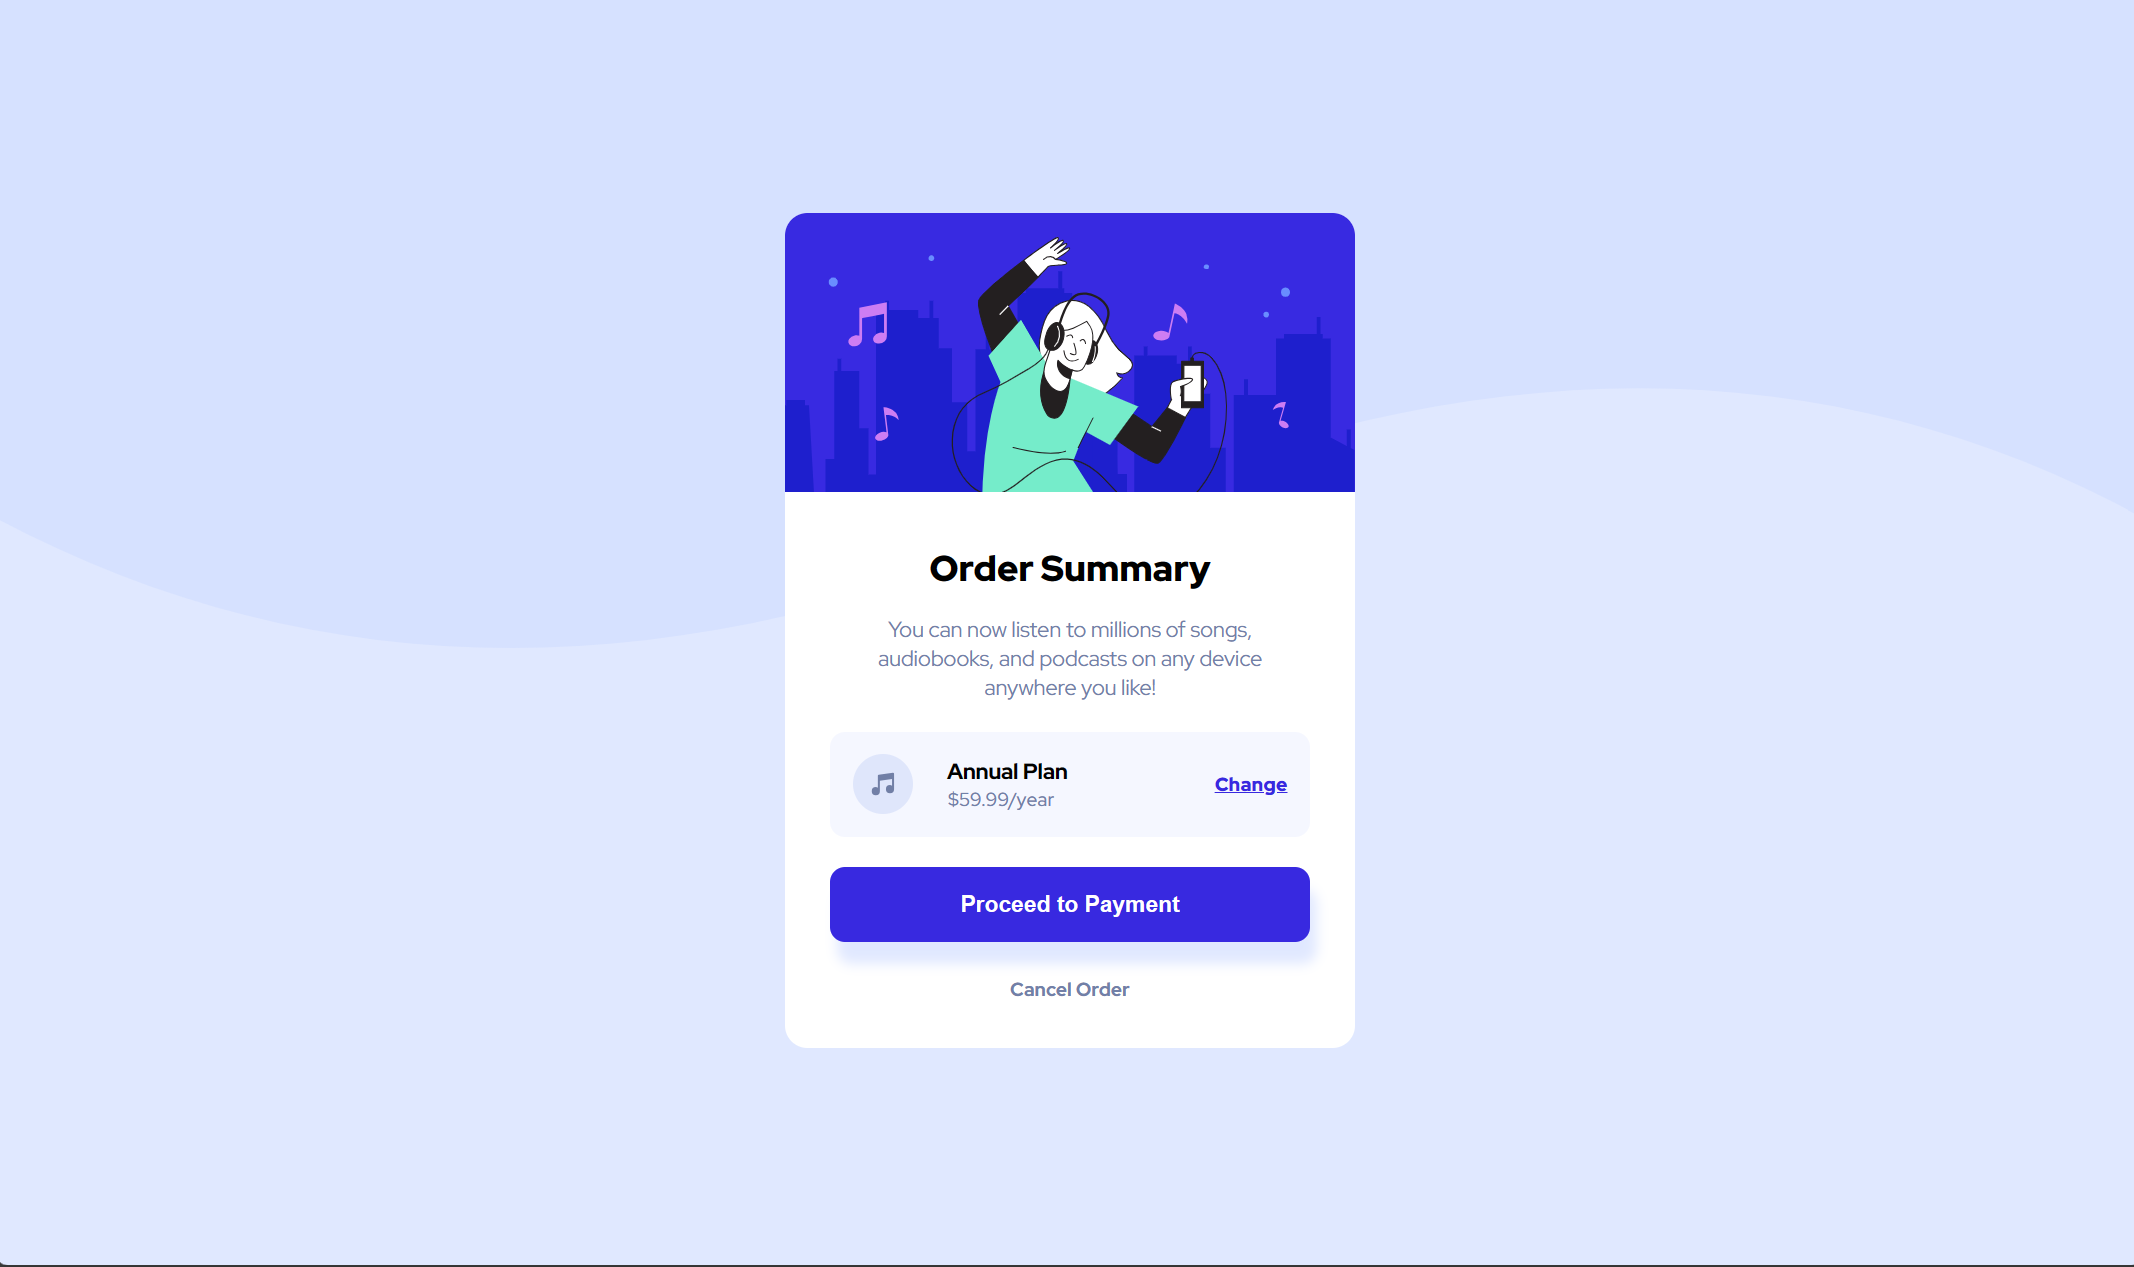 Order Summary
You can now listen to millions of songs,
audiobooks, and podcasts on any device
anywhere you like!
Annual Plan
$59.99/year
Change
Proceed to Payment
Cancel Order